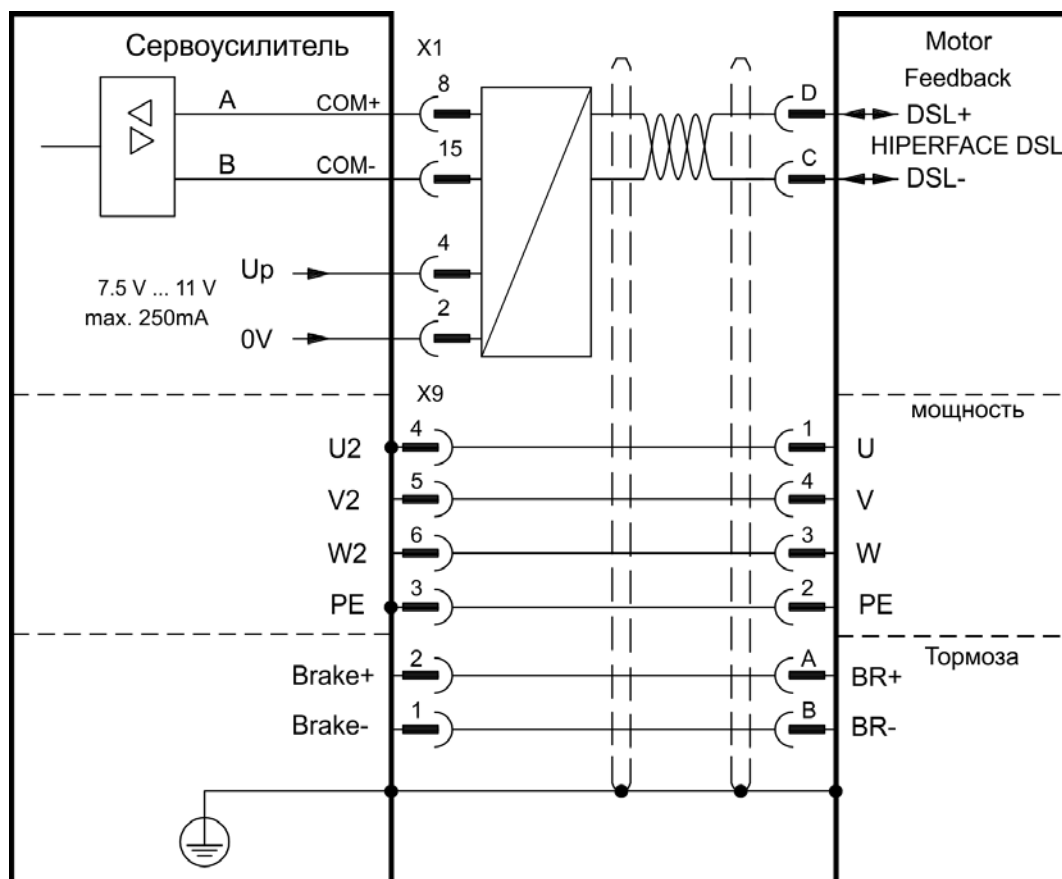 Сервоусилитель
X1
Motor
Feedback
A
COM+
8
D
DSL+
HIPERFACE DSL
B
COM-
15
C
DSL-
Up
4
7.5 V ... 11 V
max. 250mA
0V
2
X9
мощность
U2
4
1
U
V2
5
4
V
W2
6
3
W
PE
3
2
PE
Тормоза
Brake+
2
A
BR+
Brake-
1
B
BR-